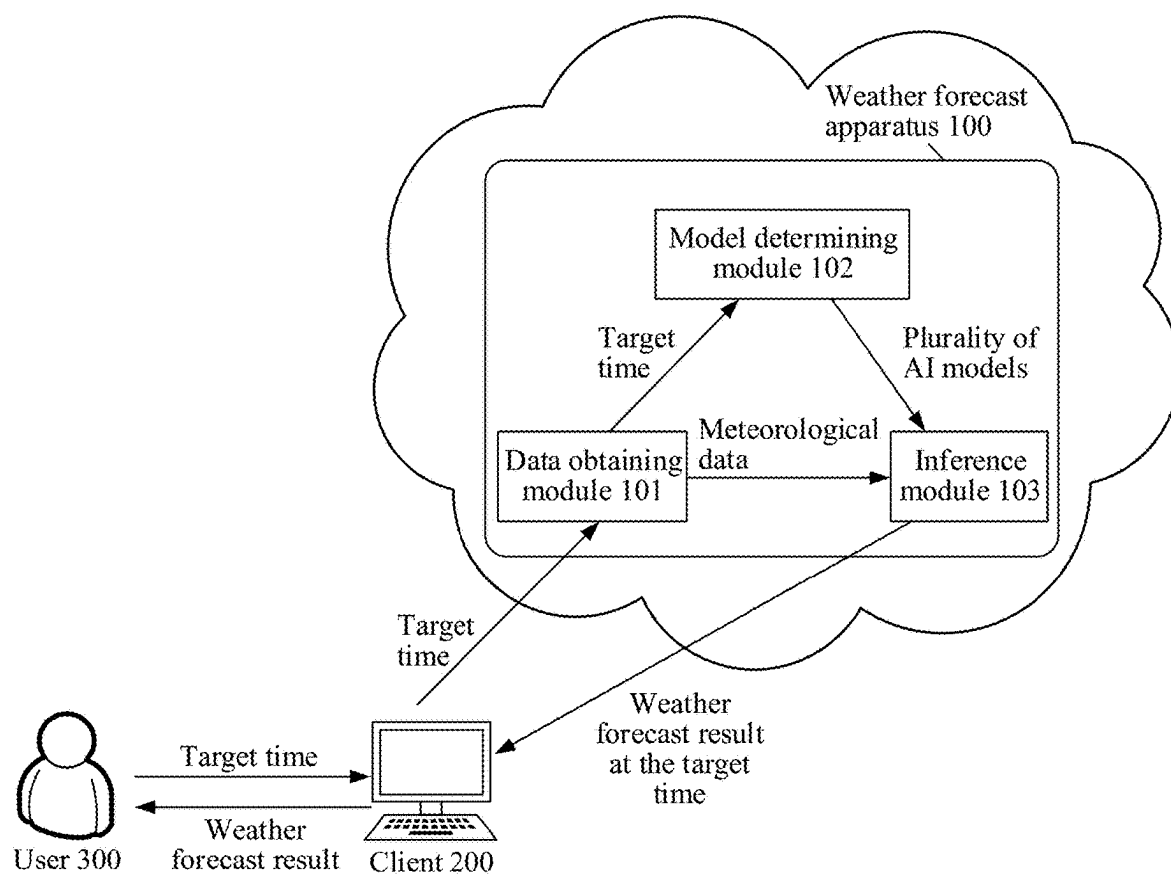 Weather forecast
apparatus 100
Model determining
module 102
Target
time
Plurality of
AI models
Meteorological
data
Data obtaining
module 101
Inference
module 103
Target
time
Weather
forecast result
at the target
time
Target time
Weather
forecast result
User 300
Client 200